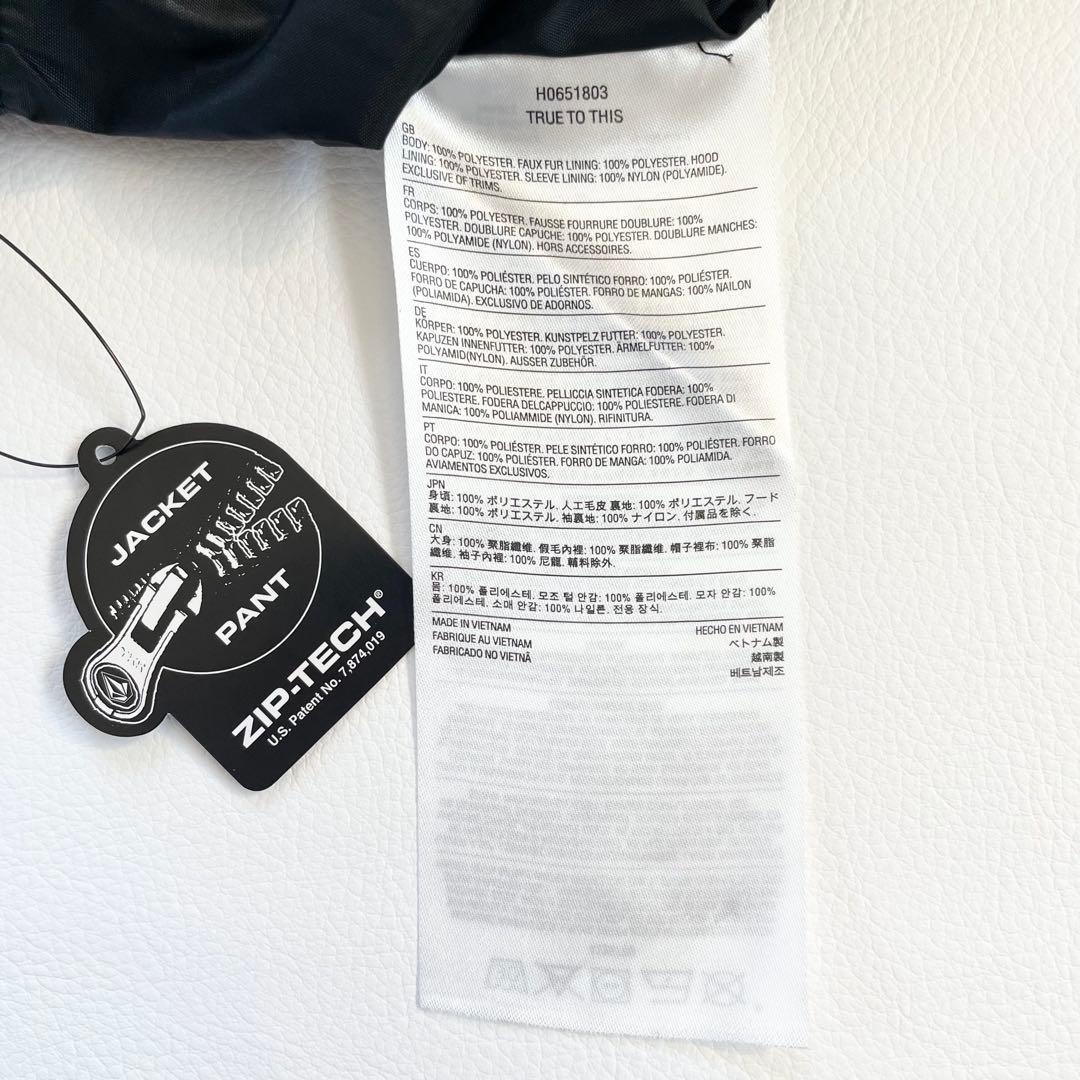 H0651803
TRUE TO THIS
GB
BODY: 100% POLYESTER. FAUX FUR LINING: 100% POLYESTER. HOOD
LINING: 100% POLYESTER. SLEEVE LINING: 100% NYLON (POLYAMIDE).
EXCLUSIVE OF TRIMS.
FR
CORPS: 100% POLYESTER. FAUSSE FOURRURE DOUBLURE: 100%
POLYESTER. DOUBLURE CAPUCHE: 100% POLYESTER. DOUBLURE MANCHES:
100% POLYAMIDE (NYLON). HORS ACCESSOIRES.
ES
CUERPO: 100% POLIÉSTER. PELO SINTÉTICO FORRO: 100% POLIÉSTER.
FORRO DE CAPUCHA: 100% POLIÉSTER. FORRO DE MANGAS: 100% NAILON
(POLIAMIDA). EXCLUSIVO DE ADORNOS.
DE
KÖRPER: 100% POLYESTER. KUNSTPELZ FUTTER: 100% POLYESTER.
KAPUZEN INNENFUTTER: 100% POLYESTER. ÄRMELFUTTER: 100%
POLYAMID(NYLON). AUSSER ZUBEHÖR.
IT
CORPO: 100% POLIESTERE. PELLICCIA SINTETICA FODERA: 100%
POLIESTERE. FODERA DELCAPPUCCIO: 100% POLIESTERE. FODERA DI
MANICA: 100% POLIAMMIDE (NYLON). RIFINITURA.
PT
CORPO: 100% POLIÉSTER. PELE SINTÉTICO FORRO: 100% POLIÉSTER. FORRO
DO CAPUZ: 100% POLIÉSTER. FORRO DE MANGA: 100% POLIAMIDA.
AVIAMENTOS EXCLUSIVOS.
JPN
身頃: 100% ポリエステル. 人工毛皮 裏地: 100% ポリエステル. フード
裏地: 100% ポリエステル. 袖裏地: 100% ナイロン. 付属品を除く.
CN
大身: 100% 聚脂纖维. 假毛內裡: 100% 聚脂纖维. 帽子裡布: 100% 聚脂
纖维. 袖子內裡: 100% 尼龍. 輔料除外.
KR
몸: 100% 폴리에스테. 모조 털 안감: 100% 폴리에스테. 모자 안감: 100%
폴리에스테. 소매 안감: 100% 나일론. 전용 장식.
MADE IN VIETNAM
FABRIQUE AU VIETNAM
FABRICADO NO VIETNÃ
HECHO EN VIETNAM
ベトナム製
越南製
베트남제조
JACKET
PANT
ZIP-TECH®
U.S. Patent No. 7,874,019